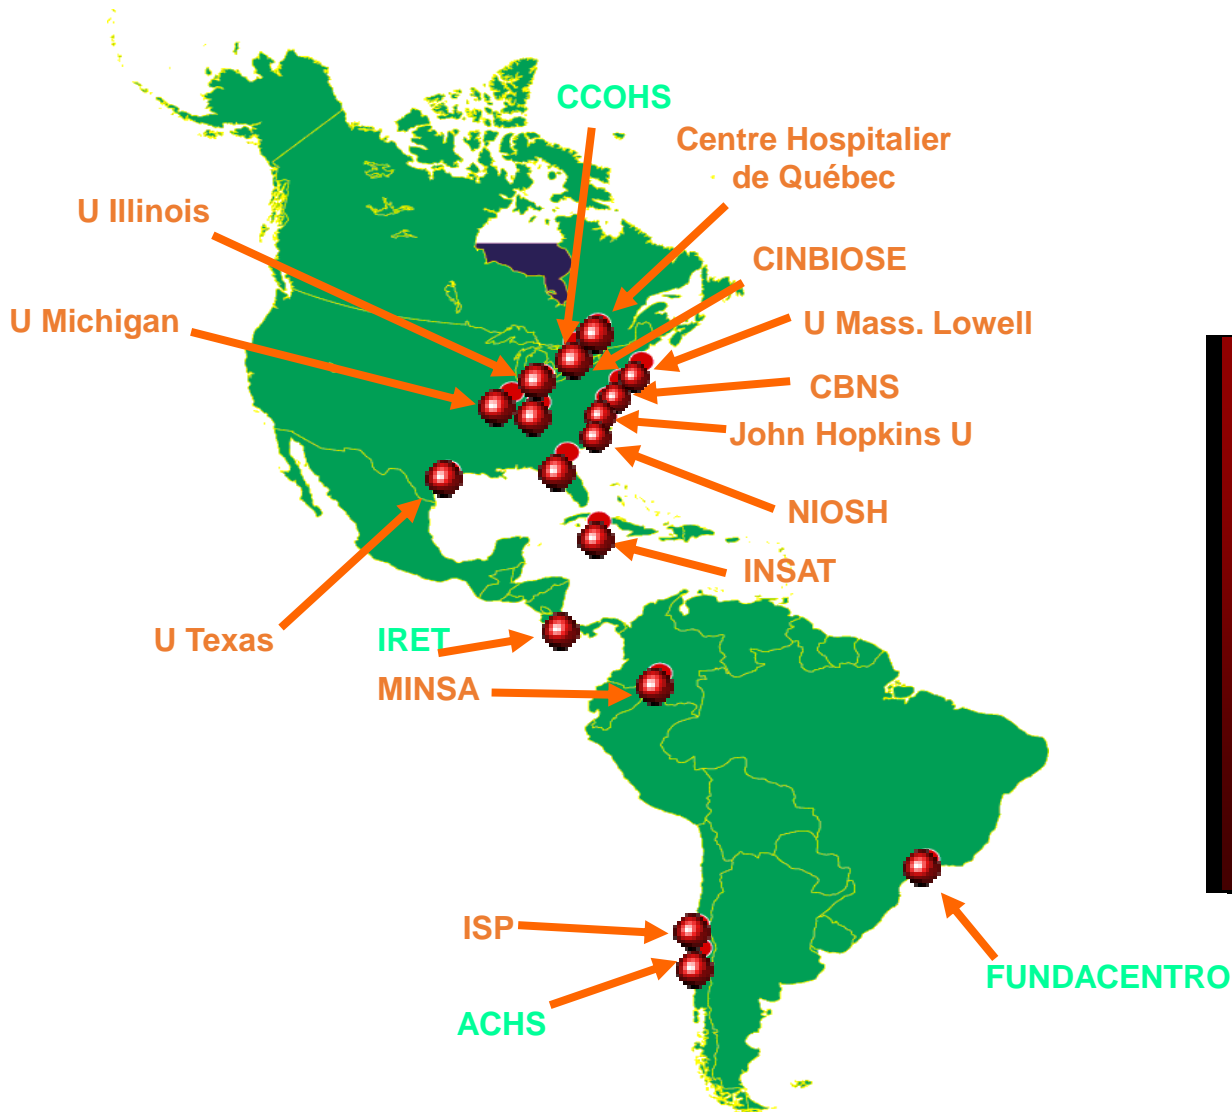 CCOHS
Centre Hospitalier
de Québec
U Illinois
CINBIOSE
U Michigan
U Mass. Lowell
CBNS
John Hopkins U
NIOSH
INSAT
U Texas
IRET
MINSA
ISP
FUNDACENTRO
ACHS